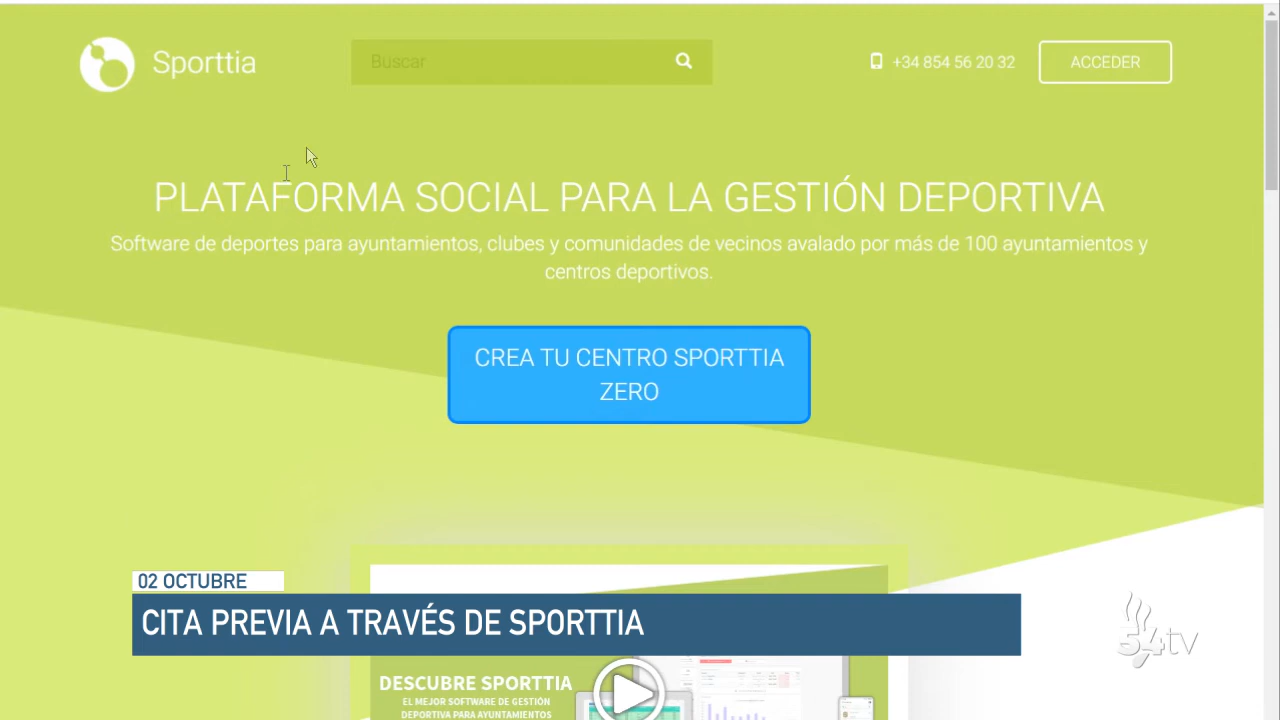 Sporttia
Buscar
+34 854 56 20 32
ACCEDER
PLATAFORMA SOCIAL PARA LA GESTIÓN DEPORTIVA
Software de deportes para ayuntamientos, clubes y comunidades de vecinos avalado por más de 100 ayuntamientos y
centros deportivos.
CREA TU CENTRO SPORTTIA
ZERO
02 OCTUBRE
CITA PREVIA A TRAVÉS DE SPORTTIA
54tv
DESCUBRE SPORTTIA
EL MEJOR SOFTWARE DE GESTIÓN
DEPORTIVA PARA AYUNTAMIENTOS